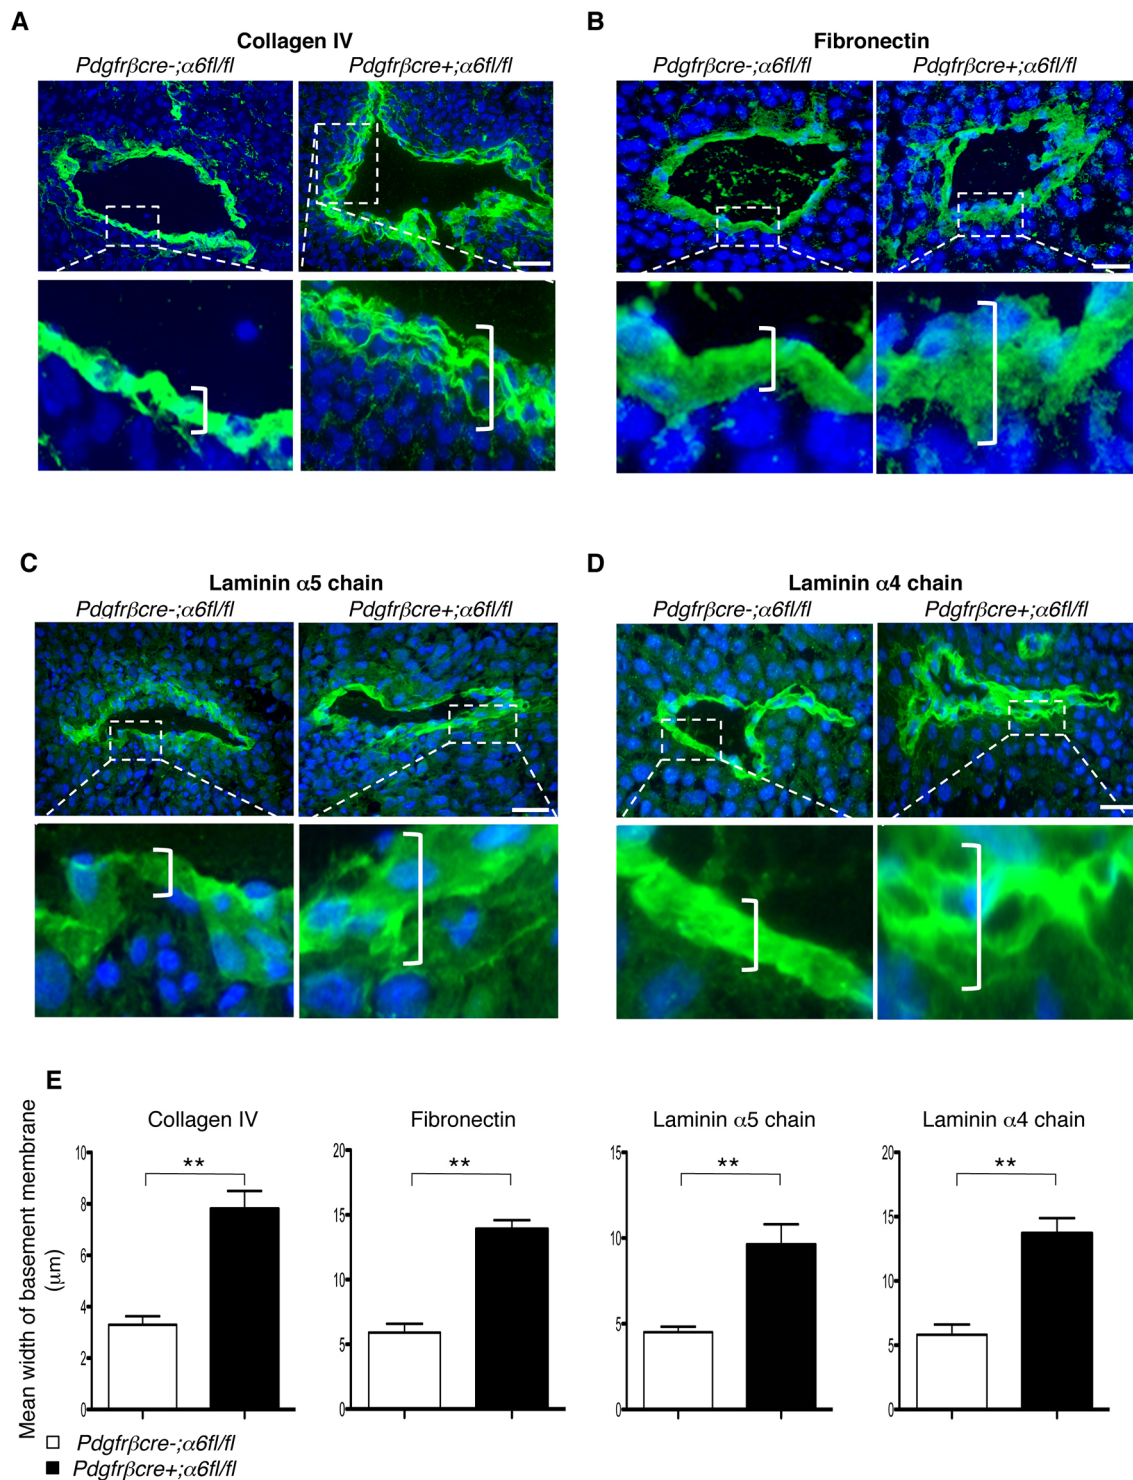 A
Collagen IV
Pdgfrβcre-;α6fl/fl
Pdgfrβcre+;α6fl/fl
B
Fibronectin
Pdgfrβcre-;α6fl/fl
Pdgfrβcre+;α6fl/fl
C
Laminin α5 chain
Pdgfrβcre-;α6fl/fl
Pdgfrβcre+;α6fl/fl
D
Laminin α4 chain
Pdgfrβcre-;α6fl/fl
Pdgfrβcre+;α6fl/fl
E
Mean width of basement membrane
(μm)
Collagen IV
10
8
6
4
2
0
**
Fibronectin
20
15
10
5
0
**
Laminin α5 chain
15
10
5
0
**
Laminin α4 chain
20
15
10
5
0
**
Pdgfrβcre-;α6fl/fl
Pdgfrβcre+;α6fl/fl